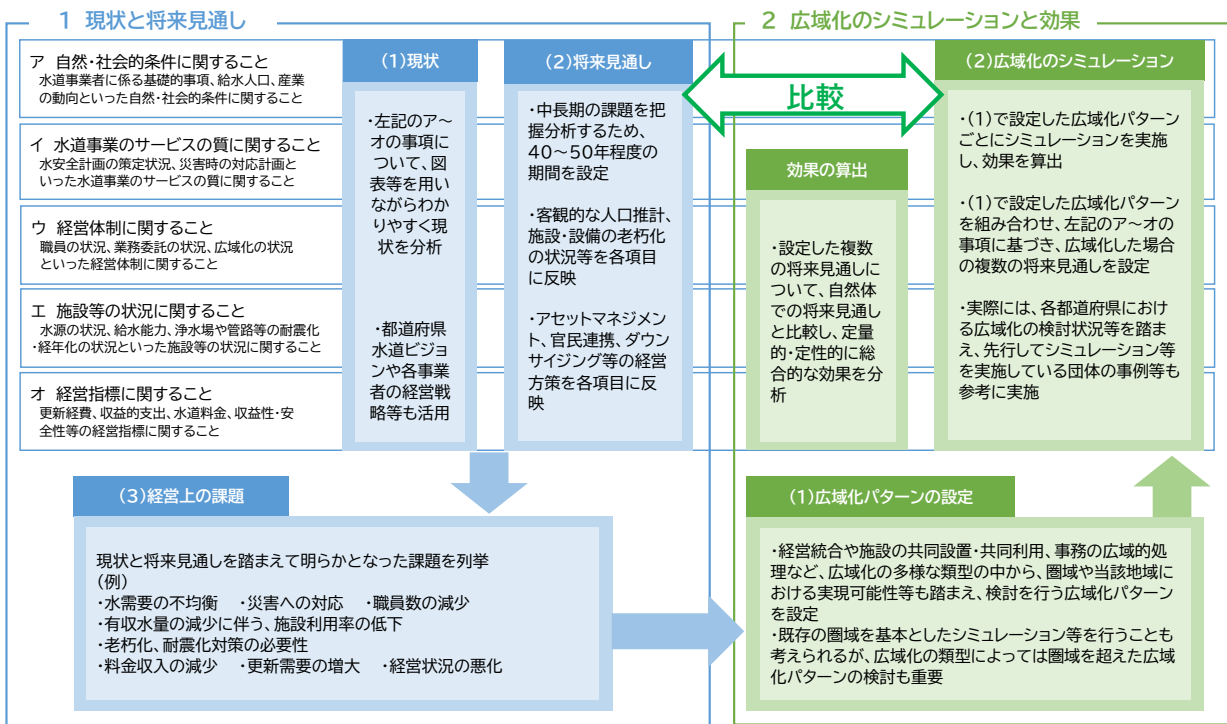 1 現状と将来見通し
ア 自然・社会的条件に関すること
水道事業者に係る基礎的事項、給水人口、産業
の動向といった自然・社会的条件に関すること
イ 水道事業のサービスの質に関すること
水安全計画の策定状況、災害時の対応計画と
いった水道事業のサービスの質に関すること
ウ 経営体制に関すること
職員の状況、業務委託の状況、広域化の状況
といった経営体制に関すること
エ 施設等の状況に関すること
水源の状況、給水能力、浄水場や管路等の耐震化
・経年化の状況といった施設等の状況に関すること
オ 経営指標に関すること
更新経費、収益的支出、水道料金、収益性・安
全性等の経営指標に関すること
(1)現状
・左記のア～
オの事項に
ついて、図
表等を用い
ながらわか
りやすく現
状を分析
・都道府県
水道ビジョ
ンや各事業
者の経営戦
略等も活用
(2)将来見通し
・中長期の課題を把
握分析するため、
40～50年程度の
期間を設定
・客観的な人口推計、
施設・設備の老朽化
の状況等を各項目
に反映
・アセットマネジメン
ト、官民連携、ダウン
サイジング等の経営
方策を各項目に反
映
(3)経営上の課題
現状と将来見通しを踏まえて明らかとなった課題を列挙
(例)
・水需要の不均衡 ・災害への対応 ・職員数の減少
・有収水量の減少に伴う、施設利用率の低下
・老朽化、耐震化対策の必要性
・料金収入の減少 ・更新需要の増大 ・経営状況の悪化
比較
2 広域化のシミュレーションと効果
効果の算出
・設定した複数
の将来見通しに
ついて、自然体
での将来見通し
と比較し、定量
的・定性的に総
合的な効果を分
析
(2)広域化のシミュレーション
・(1)で設定した広域化パターン
ごとにシミュレーションを実施
し、効果を算出
・(1)で設定した広域化パターン
を組み合わせ、左記のア～オの
事項に基づき、広域化した場合
の複数の将来見通しを設定
・実際には、各都道府県にお
ける広域化の検討状況等を踏ま
え、先行してシミュレーション等
を実施している団体の事例等も
参考に実施
(1)広域化パターンの設定
・経営統合や施設の共同設置・共同利用、事務の広域的処
理など、広域化の多様な類型の中から、圏域や当該地域に
おける実現可能性等も踏まえ、検討を行う広域化パターン
を設定
・既存の圏域を基本としたシミュレーション等を行うことも
考えられるが、広域化の類型によっては圏域を超えた広域
化パターンの検討も重要